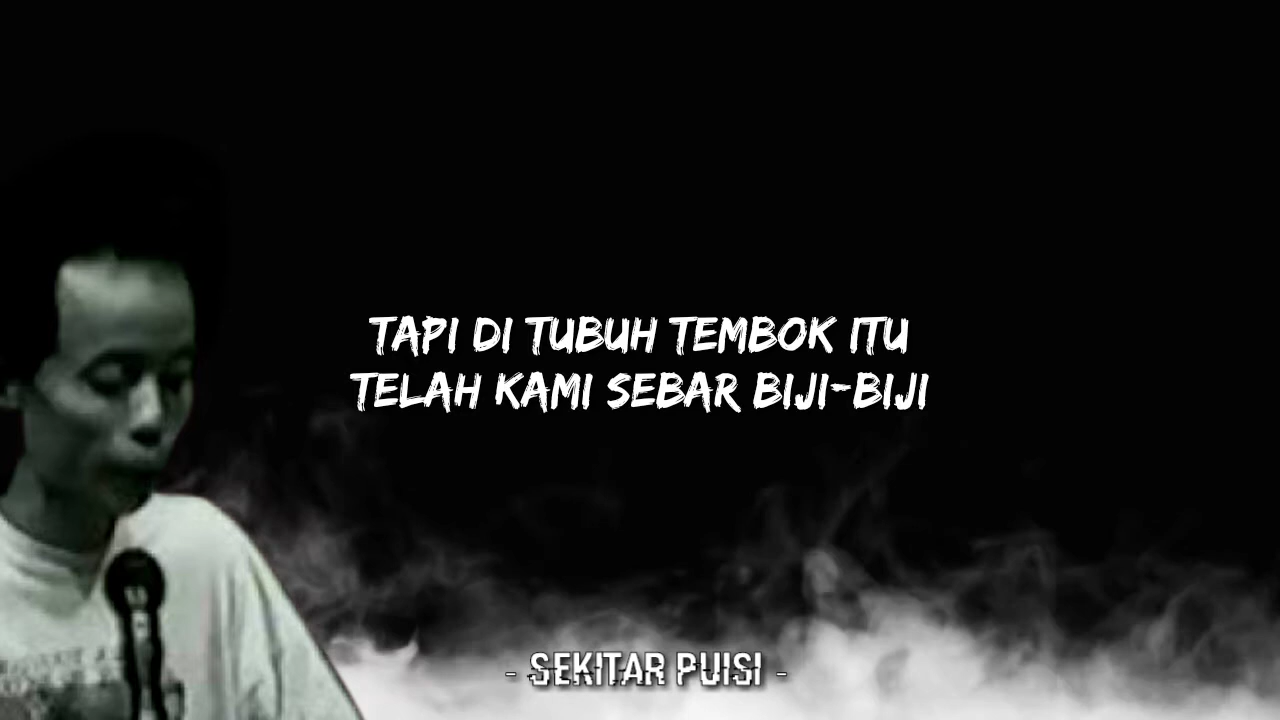 TAPI DI TUBUH TEMBOK ITU
TELAH KAMI SEBAR BIJI-BIJI
- SEKITAR PUISI -